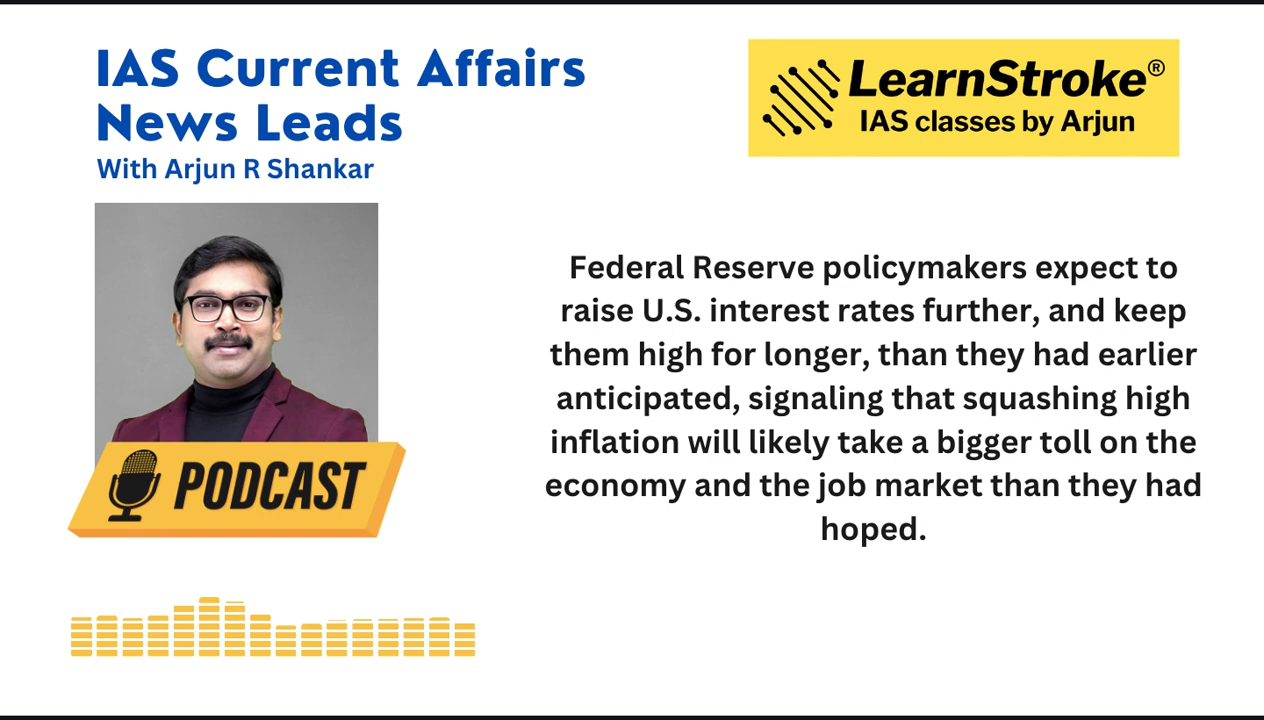 IAS Current Affairs
News Leads
With Arjun R Shankar
LearnStroke®
IAS classes by Arjun
Federal Reserve policymakers expect to
raise U.S. interest rates further, and keep
them high for longer, than they had earlier
anticipated, signaling that squashing high
inflation will likely take a bigger toll on the
economy and the job market than they had
hoped.
PODCAST